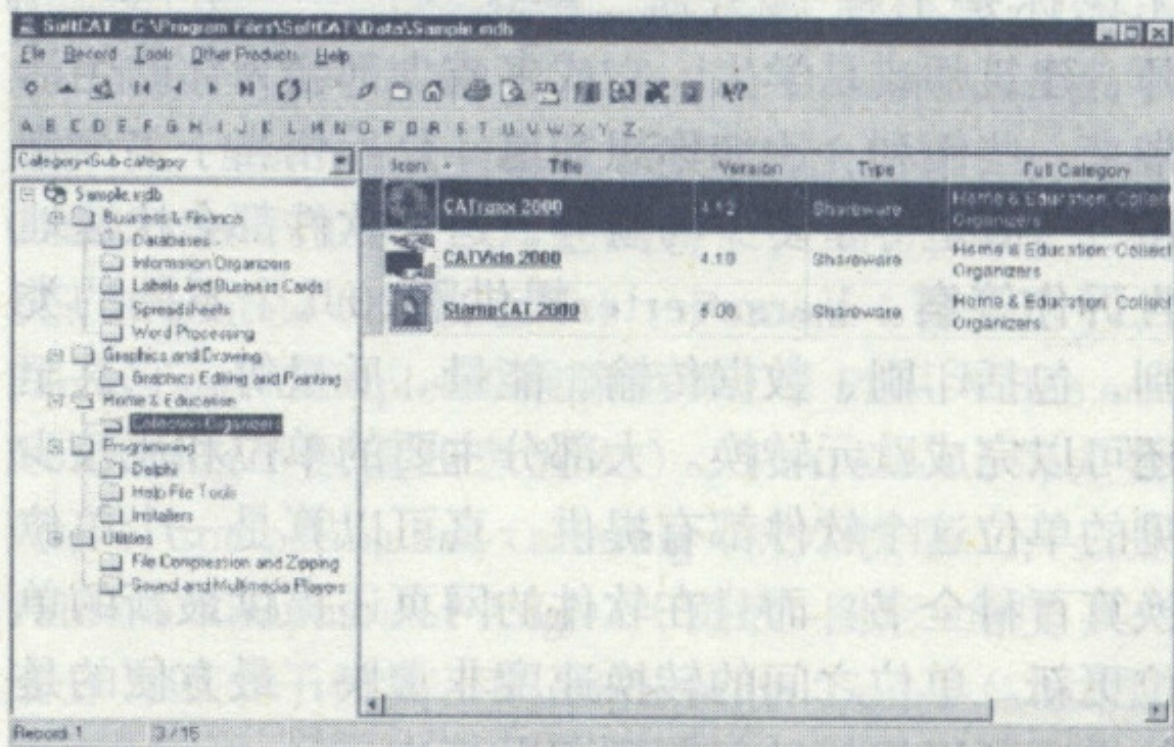 SoftCAT C:\Program Files\SoftCAT\Data\Sample.mdb
File Record Tools Other Products Help
A B C D E F G H I J K L M N O P Q R S T U V W X Y Z
Category+Sub-category
Icon Title Version Type Full Category
Sample.mdb
Business & Finance
Databases
Information Organizers
Labels and Business Cards
Spreadsheets
Word Processing
Graphics and Drawing
Graphics Editing and Painting
Home & Education
Collection Organizers
Programming
Delphi
Help File Tools
Installers
Utilities
File Compression and Zipping
Sound and Multimedia Players
CATraxx 2000 4.12 Shareware Home & Education: Collect
Organizers
CATVids 2000 4.10 Shareware Home & Education: Collect
Organizers
StampCAT 2000 6.00 Shareware Home & Education: Collect
Organizers
Record: 1 3 / 15